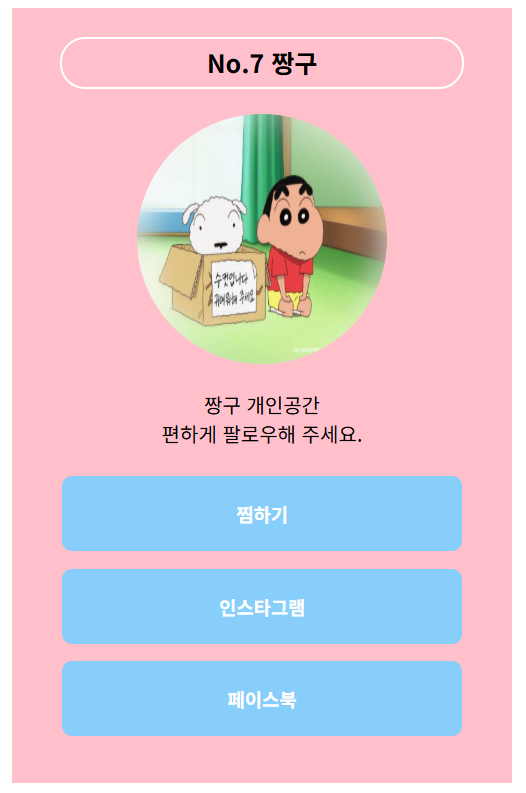 No.7 짱구
수컷입니다
귀여워해 주세요
짱구 개인공간
편하게 팔로우해 주세요.
찜하기
인스타그램
페이스북